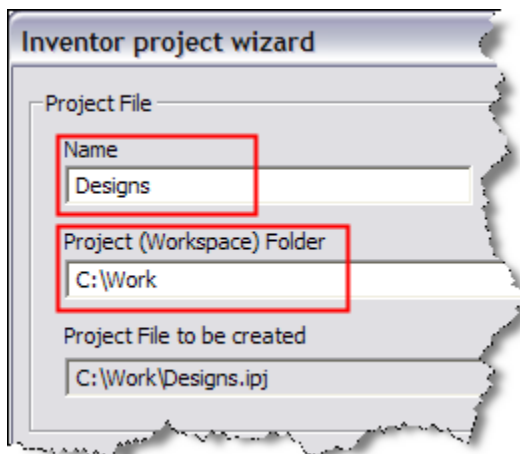 Inventor project wizard
Project File
Name
Designs
Project (Workspace) Folder
C:\Work
Project File to be created
C:\Work\Designs.ipj